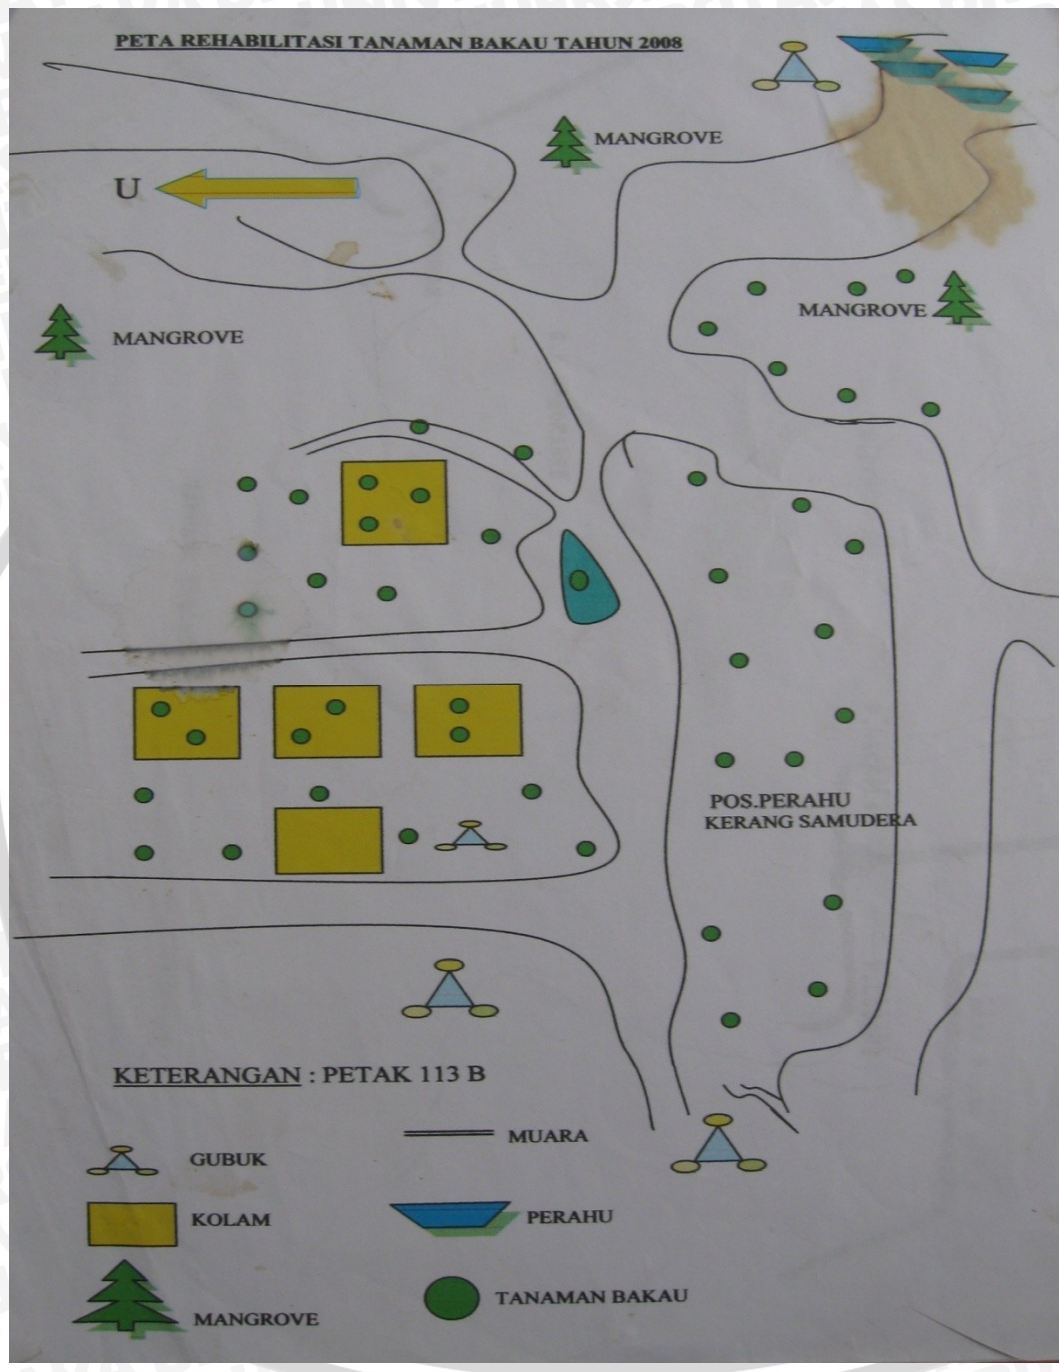 PETA REHABILITASI TANAMAN BAKAU TAHUN 2008
MANGROVE
U
MANGROVE
MANGROVE
POS.PERAHU
KERANG SAMUDERA
KETERANGAN : PETAK 113 B
MUARA
GUBUK
KOLAM
PERAHU
TANAMAN BAKAU
MANGROVE